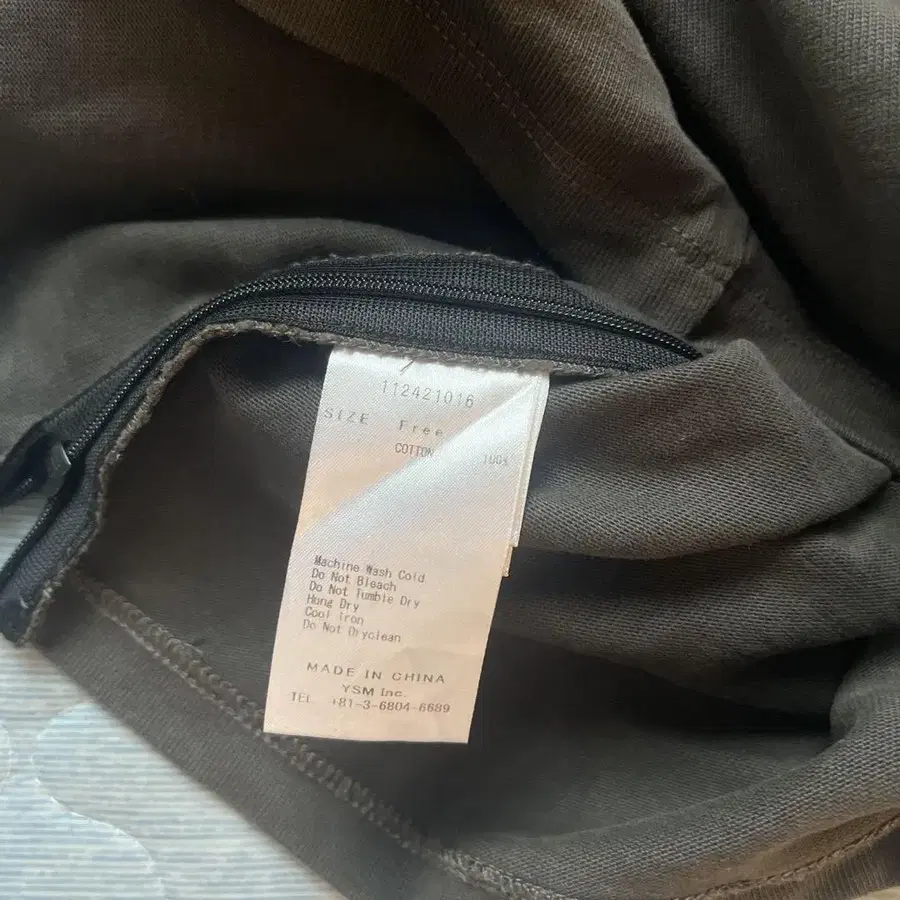 112421016
SIZE Free
COTTON 100%
Machine Wash Cold
Do Not Bleach
Do Not Tumble Dry
Hung Dry
Cool Iron
Do Not Dryclean
MADE IN CHINA
YSM Inc.
TEL +81-3-6804-6689